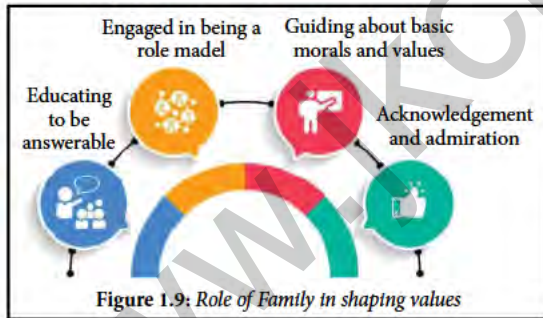 Engaged in being a
role madel
Guiding about basic
morals and values
Educating
to be
answerable
Acknowledgement
and admiration
Figure 1.9: Role of Family in shaping values